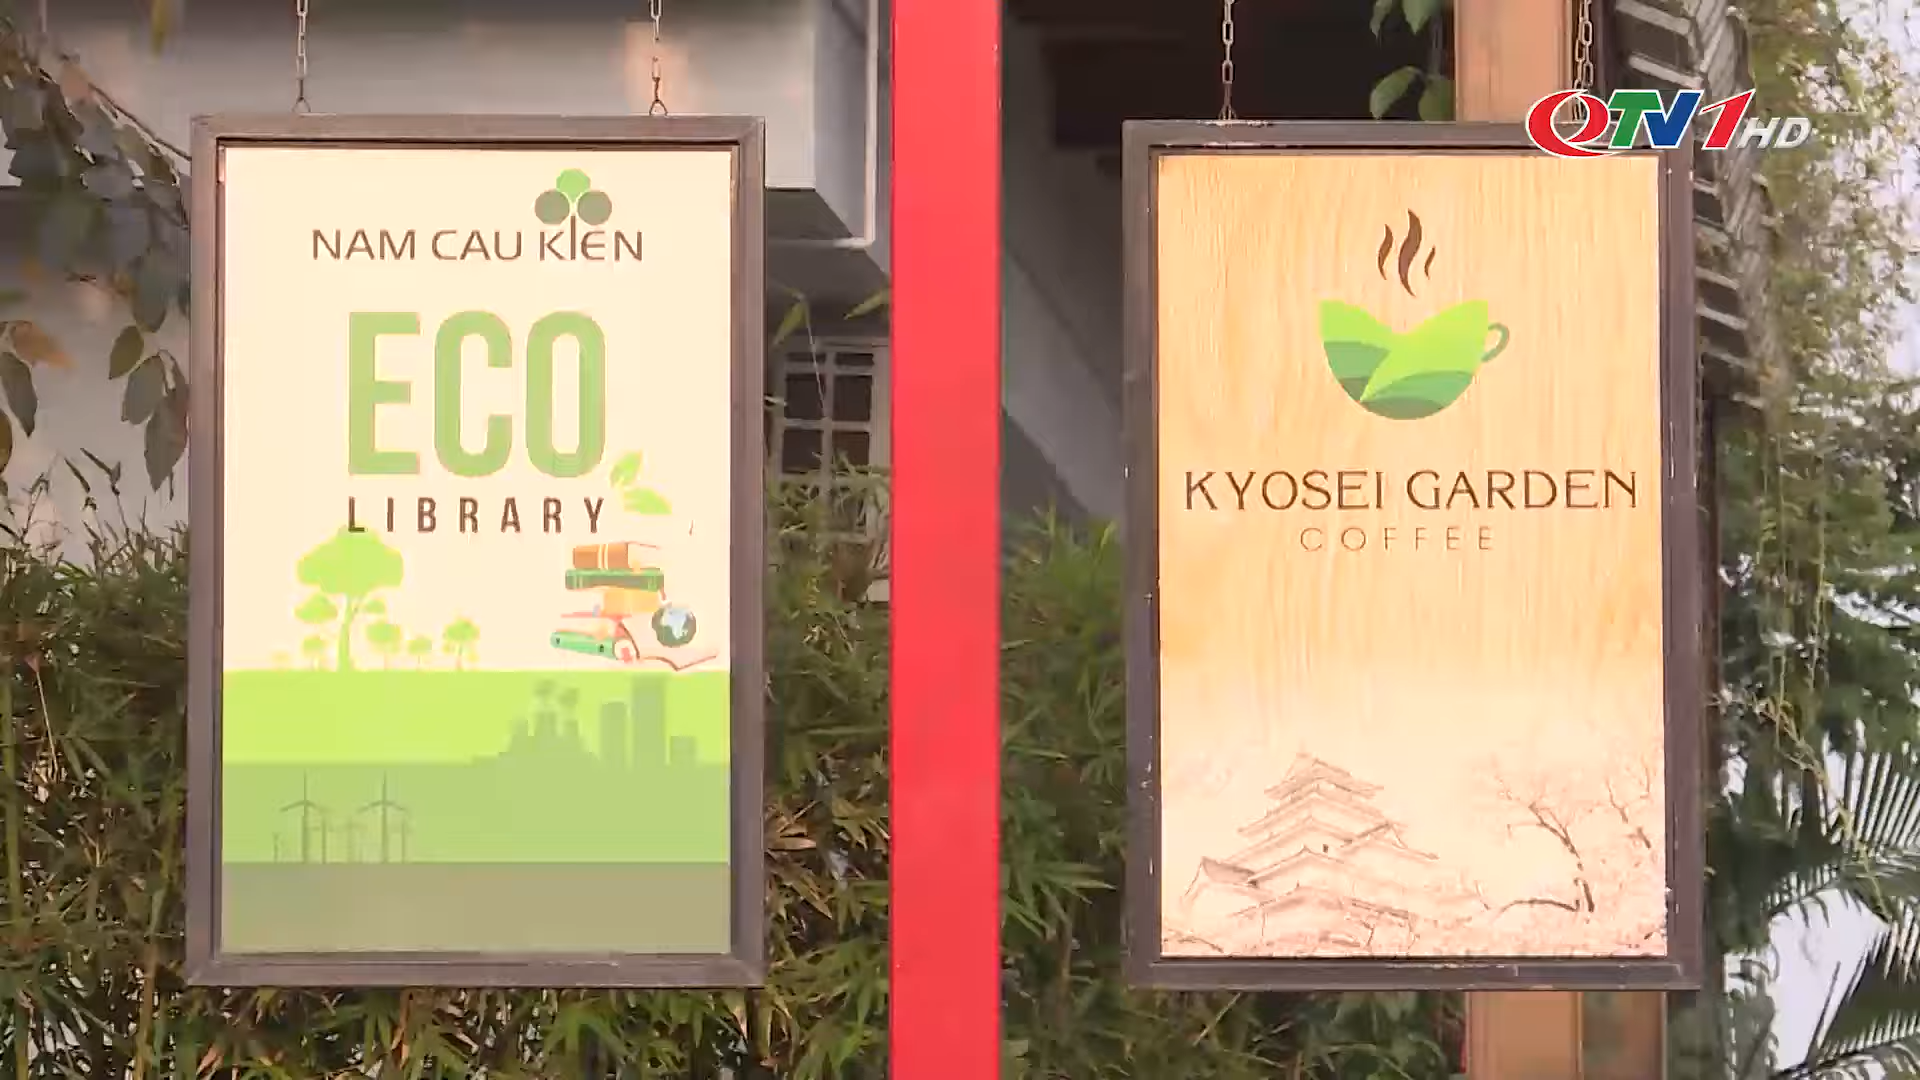 NAM CAU KIEN
ECO
LIBRARY
KYOSEI GARDEN
COFFEE
QTV1HD